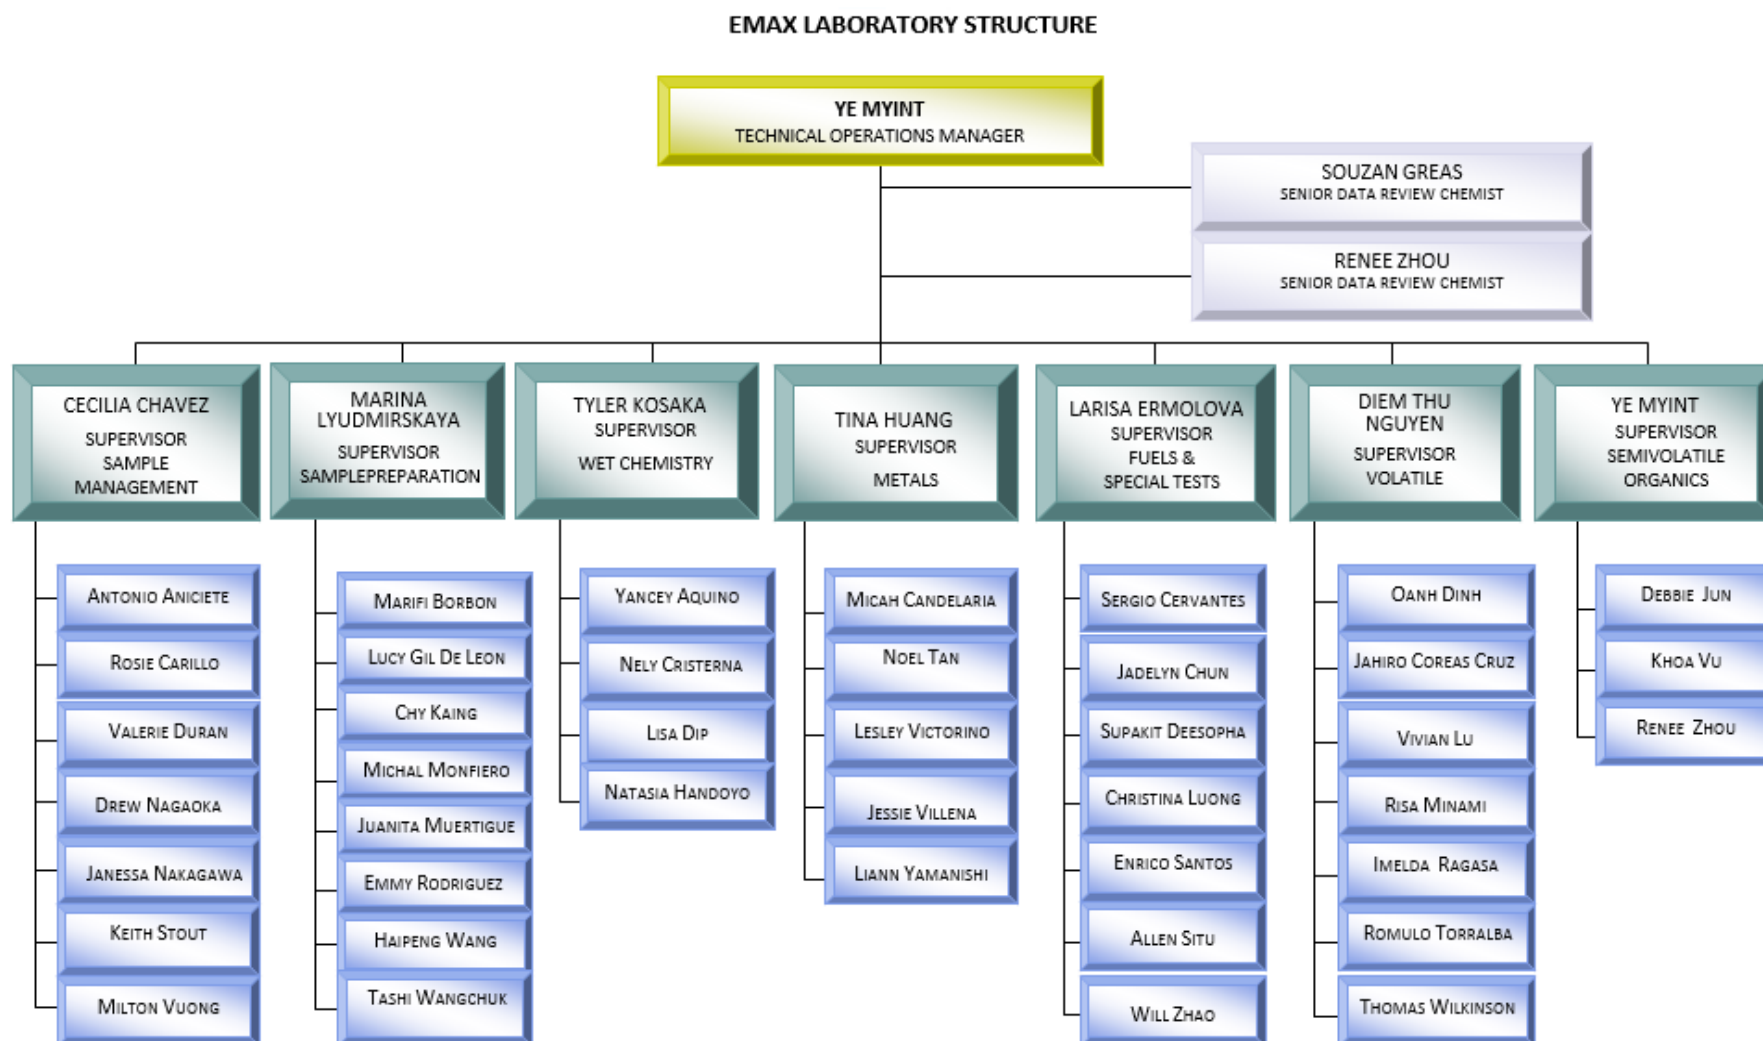 EMAX LABORATORY STRUCTURE
YE MYINT
TECHNICAL OPERATIONS MANAGER
SOUZAN GREAS
SENIOR DATA REVIEW CHEMIST
RENEE ZHOU
SENIOR DATA REVIEW CHEMIST
CECILIA CHAVEZ
SUPERVISOR
SAMPLE
MANAGEMENT
MARINA
LYUDMIRSKAYA
SUPERVISOR
SAMPLEPREPARATION
TYLER KOSAKA
SUPERVISOR
WET CHEMISTRY
TINA HUANG
SUPERVISOR
METALS
LARISA ERMOLOVA
SUPERVISOR
FUELS &
SPECIAL TESTS
DIEM THU
NGUYEN
SUPERVISOR
VOLATILE
YE MYINT
SUPERVISOR
SEMIVOLATILE
ORGANICS
ANTONIO ANICIETE
ROSIE CARILLO
VALERIE DURAN
DREW NAGAOKA
JANESSA NAKAGAWA
KEITH STOUT
MILTON VUONG
MARIFI BORBON
LUCY GIL DE LEON
CHY KAING
MICHAL MONFIERO
JUANITA MUERTIGUE
EMMY RODRIGUEZ
HAIPENG WANG
TASHI WANGCHUK
YANCEY AQUINO
NELY CRISTERNA
LISA DIP
NATASIA HANDOYO
MICAH CANDELARIA
NOEL TAN
LESLEY VICTORINO
JESSIE VILLENA
LIANN YAMANISHI
SERGIO CERVANTES
JADELYN CHUN
SUPAKIT DEESOPHA
CHRISTINA LUONG
ENRICO SANTOS
ALLEN SITU
WILL ZHAO
OANH DINH
JAHIRO COREAS CRUZ
VIVIAN LU
RISA MINAMI
IMELDA RAGASA
ROMULO TORRALBA
THOMAS WILKINSON
DEBBIE JUN
KHOA VU
RENEE ZHOU